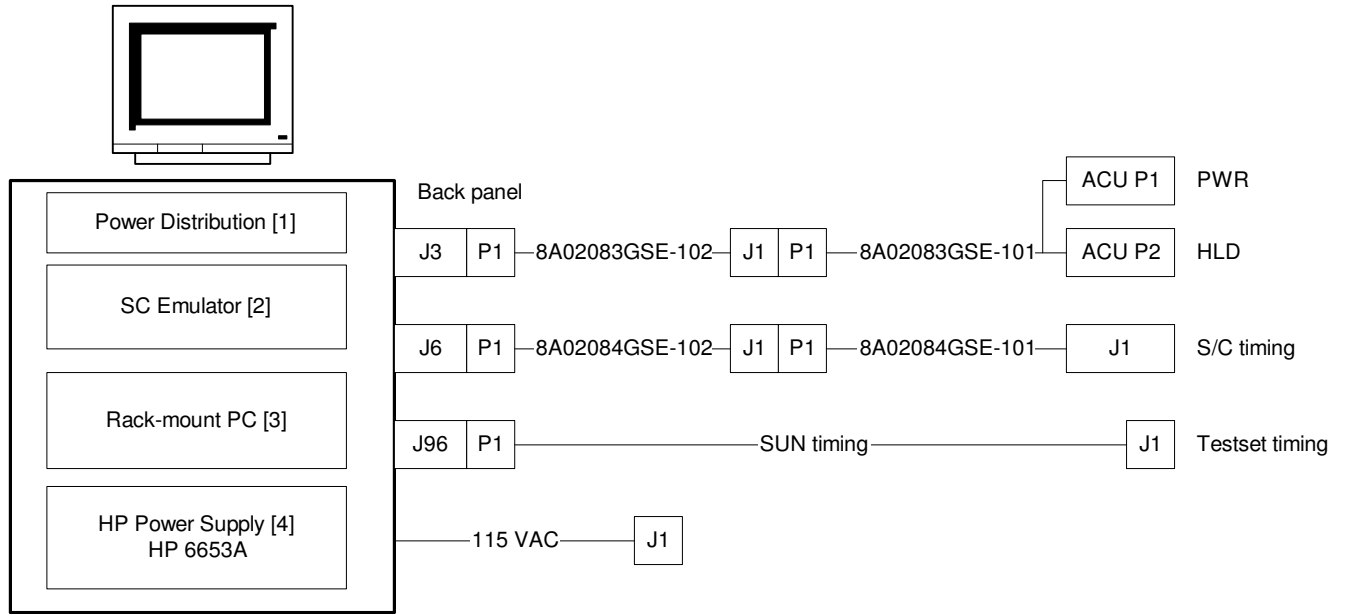 Back panel
Power Distribution [1]
SC Emulator [2]
Rack-mount PC [3]
HP Power Supply [4]
HP 6653A
J3 P1 8A02083GSE-102 J1 P1 8A02083GSE-101
ACU P1 PWR
ACU P2 HLD
J6 P1 8A02084GSE-102 J1 P1 8A02084GSE-101 J1 S/C timing
J96 P1 SUN timing J1 Testset timing
115 VAC J1